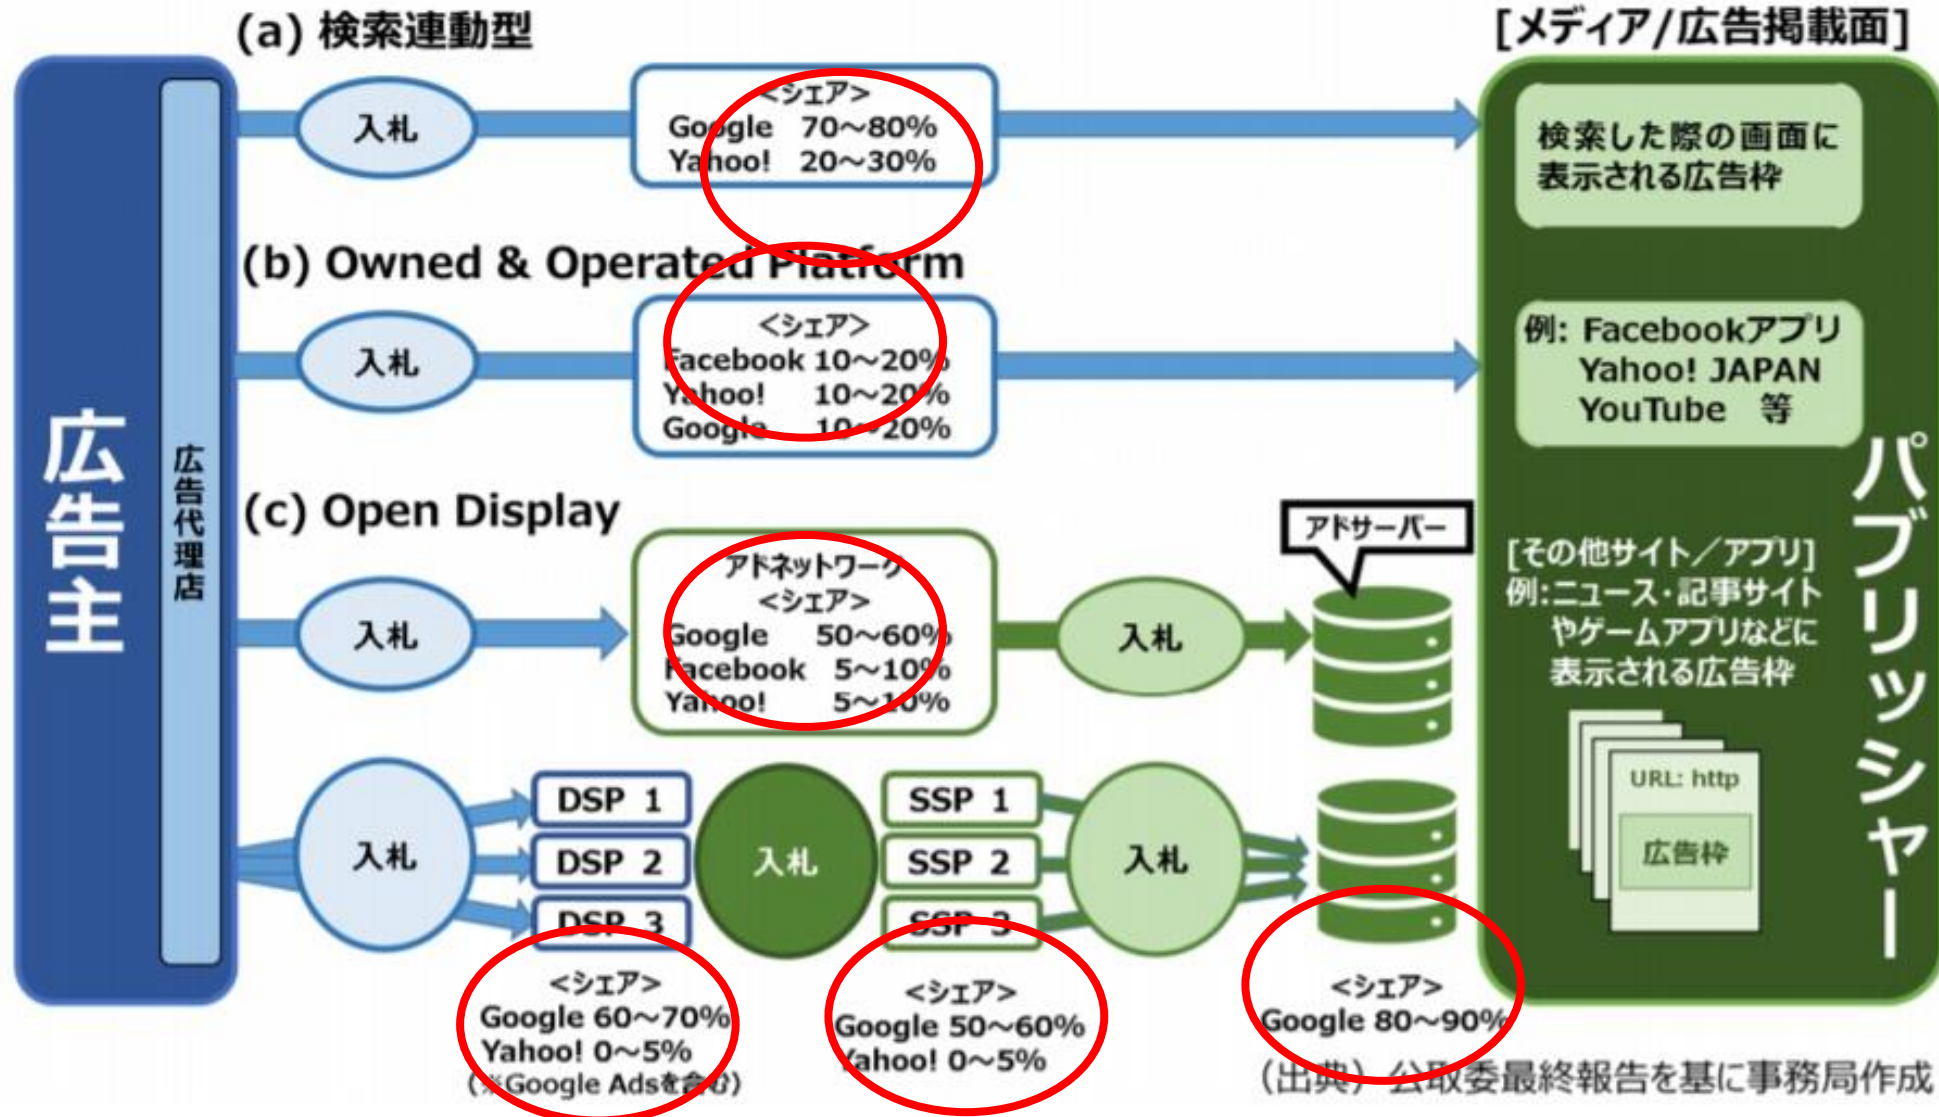 (a) 検索連動型
[メディア/広告掲載面]
広告主
広告代理店
入札
<シェア>
Google 70～80%
Yahoo! 20～30%
検索した際の画面に
表示される広告枠
(b) Owned & Operated Platform
入札
<シェア>
Facebook 10～20%
Yahoo! 10～20%
Google 10～20%
例: Facebookアプリ
Yahoo! JAPAN
YouTube 等
パブリッシャー
(c) Open Display
入札
アドネットワーク
<シェア>
Google 50～60%
Facebook 5～10%
Yahoo! 5～10%
入札
アドサーバー
[その他サイト／アプリ]
例:ニュース・記事サイト
やゲームアプリなどに
表示される広告枠
URL: http
広告枠
入札
DSP 1
DSP 2
DSP 3
入札
SSP 1
SSP 2
SSP 3
入札
<シェア>
Google 60～70%
Yahoo! 0～5%
(※Google Adsを含む)
<シェア>
Google 50～60%
Yahoo! 0～5%
<シェア>
Google 80～90%
（出典）公取委最終報告を基に事務局作成